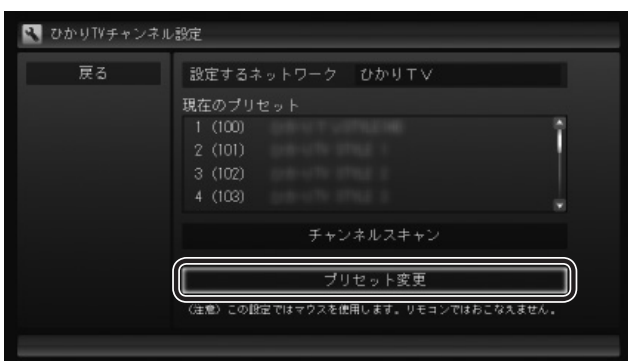 ひかりTVチャンネル設定
戻る
設定するネットワーク ひかりTV
現在のプリセット
1 (100)
2 (101)
3 (102)
4 (103)
チャンネルスキャン
プリセット変更
(注意) この設定ではマウスを使用します。リモコンではおこなえません。